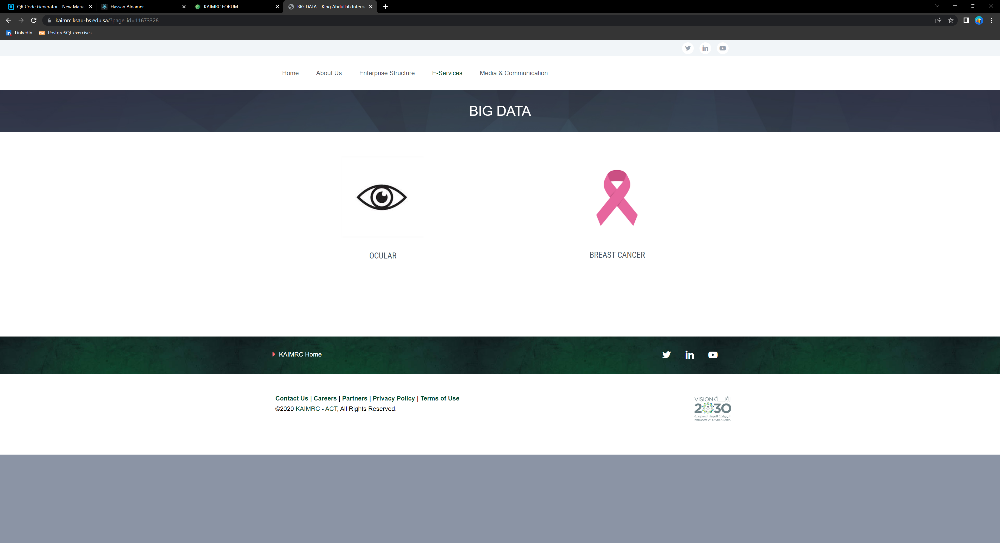 QR Code Generator - New Mana
Hassan Alnamer
KAIMRC FORUM
BIG DATA – King Abdullah Interna
kaimrc.ksau-hs.edu.sa/?page_id=11673328
LinkedIn
PostgreSQL exercises
Home
About Us
Enterprise Structure
E-Services
Media & Communication
BIG DATA
OCULAR
BREAST CANCER
KAIMRC Home
Contact Us | Careers | Partners | Privacy Policy | Terms of Use
©2020 KAIMRC - ACT, All Rights Reserved.
VISION رؤيـــة
2030
المملكة العربية السعودية
KINGDOM OF SAUDI ARABIA